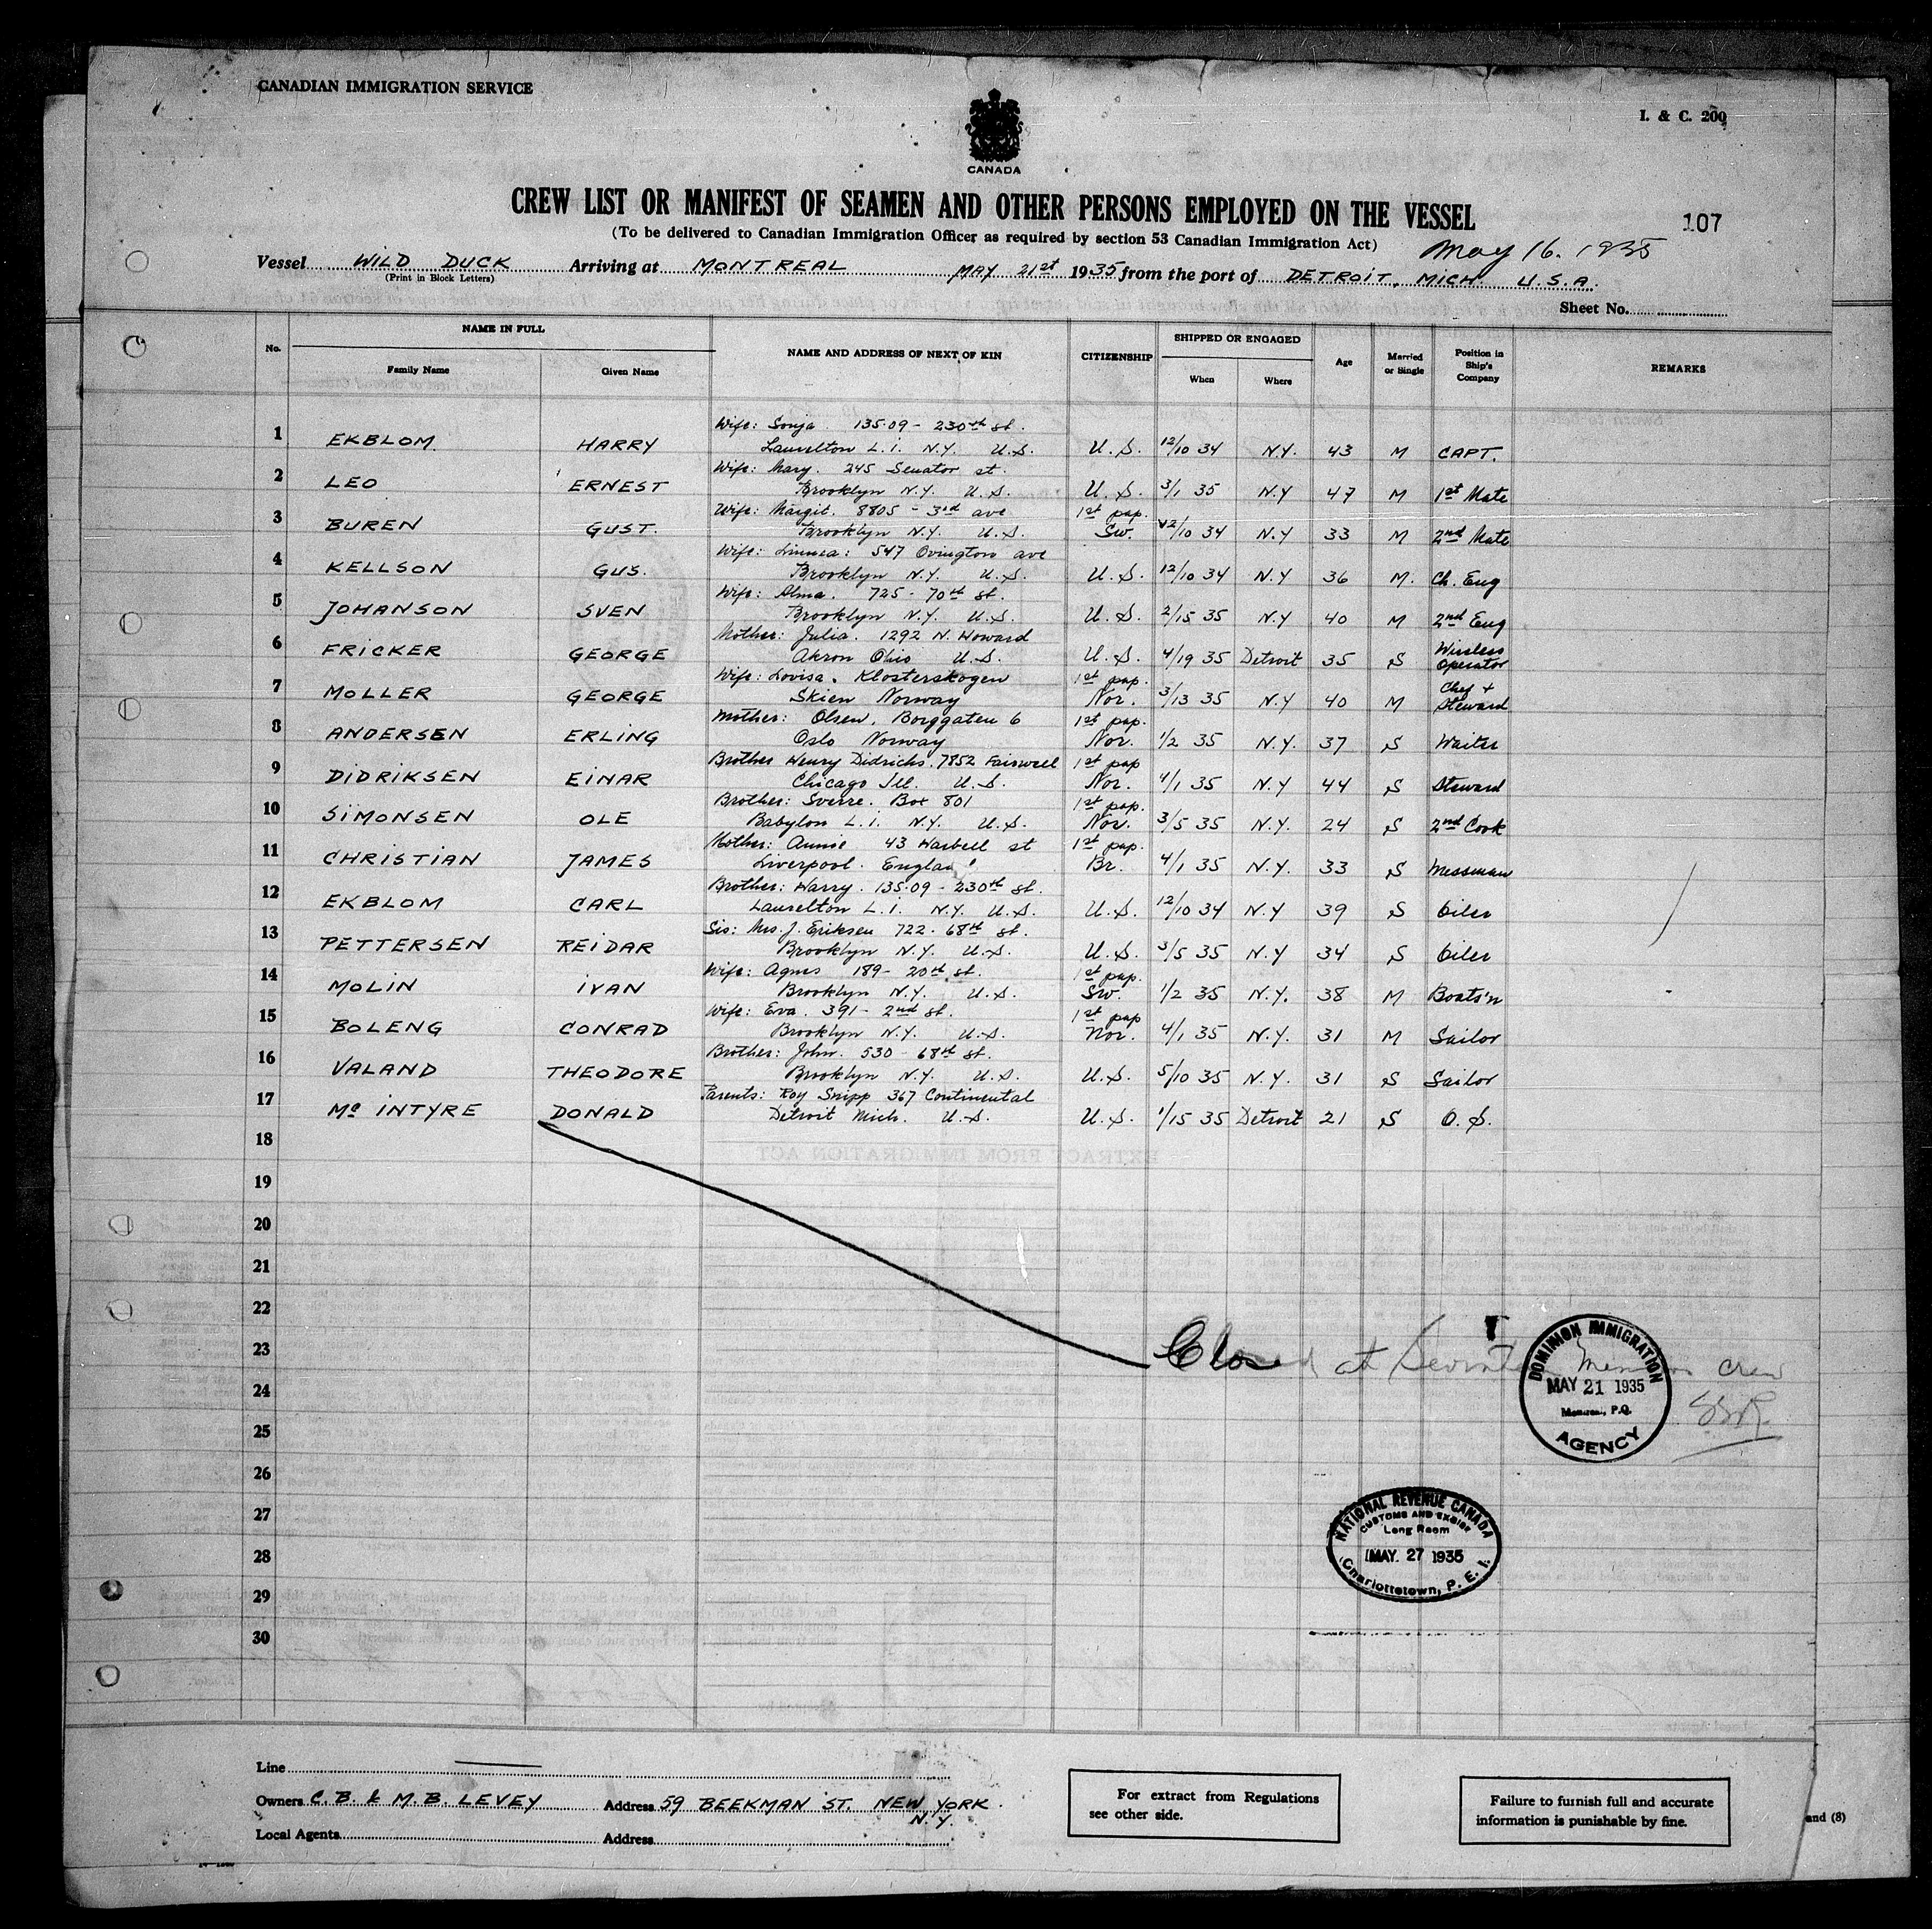 CANADIAN IMMIGRATION SERVICE
I. & C. 200
CANADA
CREW LIST OR MANIFEST OF SEAMEN AND OTHER PERSONS EMPLOYED ON THE VESSEL
107
(To be delivered to Canadian Immigration Officer as required by section 53 Canadian Immigration Act)
May 16. 1935
Vessel WILD DUCK Arriving at MONTREAL MAY 21st 1935 from the port of DETROIT, MICH U.S.A.
(Print in Block Letters)
Sheet No.
No. NAME IN FULL NAME AND ADDRESS OF NEXT OF KIN CITIZENSHIP SHIPPED OR ENGAGED Age Married or Single Position in Ship's Company REMARKS
Family Name Given Name When Where
Wife: Sonja. 135-09 - 230th st.
1 EKBLOM. HARRY Laurelton L.i. N.Y. U.S. U.S. 12/10 34 N.Y. 43 M CAPT.
Wife: Mary. 245 Senator st.
2 LEO ERNEST Brooklyn N.Y. U.S. U.S. 3/1 35 N.Y 47 M 1st Mate
Wife: Margit. 8805 - 3rd ave 1st pap.
3 BUREN GUST. Brooklyn N.Y. U.S. Sw. 12/10 34 N.Y 33 M 2nd Mate
Wife: Linnea: 547 Ovington ave
4 KELLSON GUS. Brooklyn N.Y. U.S. U.S. 12/10 34 N.Y 36 M. Ch. Eng
Wife: Alma. 725 - 70th st.
5 JOHANSON SVEN Brooklyn N.Y. U.S. U.S. 2/15 35 N.Y 40 M 2nd Eng
Mother: Julia. 1292 N. Howard
6 FRICKER GEORGE Akron Ohio U.S. U.S. 4/19 35 Detroit 35 S Wireless Operator
Wife: Lovisa. Klosterskogen 1st pap.
7 MOLLER GEORGE Skien Norway Nor. 3/13 35 N.Y 40 M Chef + Steward
Mother: Olsen. Borggaten 6 1st pap.
8 ANDERSEN ERLING Oslo Norway Nor. 1/2 35 N.Y. 37 S Waiter
Brother Henry Didrichs. 7852 Fairwell 1st pap
9 DIDRIKSEN EINAR Chicago Ill. U.S. Nor. 4/1 35 N.Y 44 S Steward
Brother: Sverre. Box 801 1st pap.
10 SIMONSEN OLE Babylon L.i. N.Y. U.S. Nor. 3/5 35 N.Y. 24 S 2nd Cook
Mother: Annie 43 Harbell st 1st pap.
11 CHRISTIAN JAMES Liverpool. England Br. 4/1 35 N.Y. 33 S Messman
Brother: Harry. 135-09 - 230th st.
12 EKBLOM CARL Laurelton L.i. N.Y. U.S. U.S. 12/10 34 N.Y 39 S Oiler
Sis: Mrs. J. Eriksen 722 - 68th st.
13 PETTERSEN REIDAR Brooklyn N.Y. U.S. U.S. 3/5 35 N.Y 34 S Oiler
Wife: Agnes 189 - 20th st. 1st pap.
14 MOLIN IVAN Brooklyn N.Y. U.S. Sw. 1/2 35 N.Y. 38 M Boats'n
Wife: Eva. 391 - 2nd st. 1st pap
15 BOLENG CONRAD Brooklyn N.Y. U.S. Nor. 4/1 35 N.Y. 31 M Sailor
Brother: John. 530 - 68th st.
16 VALAND THEODORE Brooklyn N.Y. U.S. U.S. 5/10 35 N.Y. 31 S Sailor
Parents: Roy Snipp 367 Continental
17 Mc INTYRE DONALD Detroit Mich. U.S. U.S. 1/15 35 Detroit 21 S O.S.
18
EXTRACT FROM IMMIGRATION ACT
19
20
21
22
23 Closed at Seventeen crew
24
25
26
27
28
29
30
DOMINION IMMIGRATION
MAY 21 1935
Montreal, P.Q.
AGENCY
NATIONAL REVENUE CANADA
CUSTOMS AND EXCISE
Long Room
MAY. 27 1935
Charlottetown, P. E. I.
Line
Owners C.B. & M.B. LEVEY Address 59 BEEKMAN ST. NEW YORK.
N.Y.
Local Agents Address
For extract from Regulations
see other side.
Failure to furnish full and accurate
information is punishable by fine.
and (8)